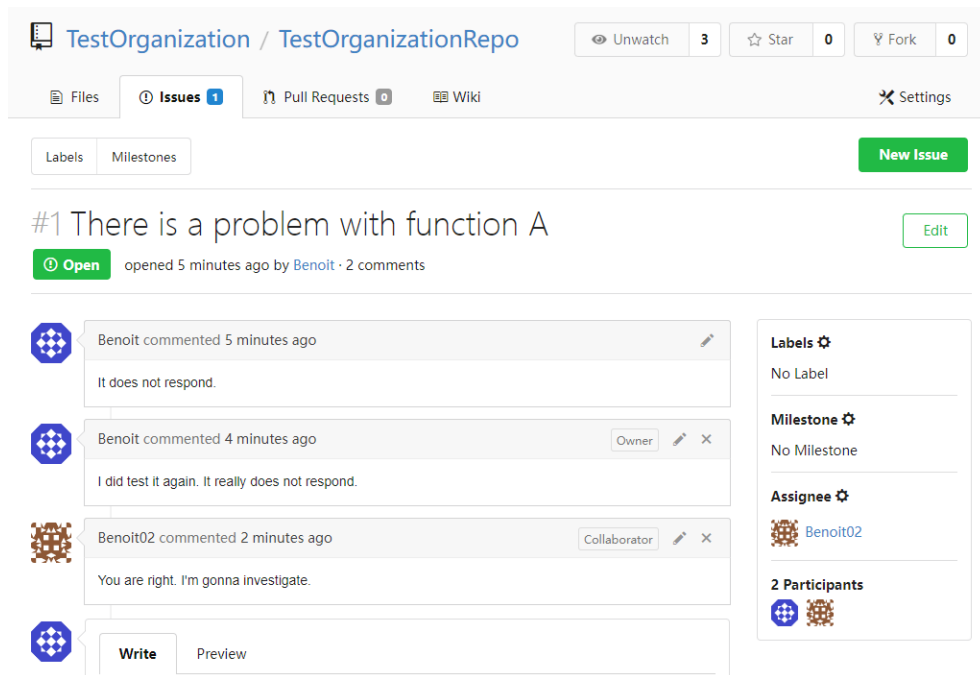 TestOrganization / TestOrganizationRepo Unwatch 3 Star 0 Fork 0
Files Issues 1 Pull Requests 0 Wiki Settings
Labels Milestones New Issue
#1 There is a problem with function A Edit
Open opened 5 minutes ago by Benoit · 2 comments
Benoit commented 5 minutes ago
It does not respond.
Benoit commented 4 minutes ago Owner
I did test it again. It really does not respond.
Benoit02 commented 2 minutes ago Collaborator
You are right. I'm gonna investigate.
Write Preview
Labels
No Label
Milestone
No Milestone
Assignee
Benoit02
2 Participants